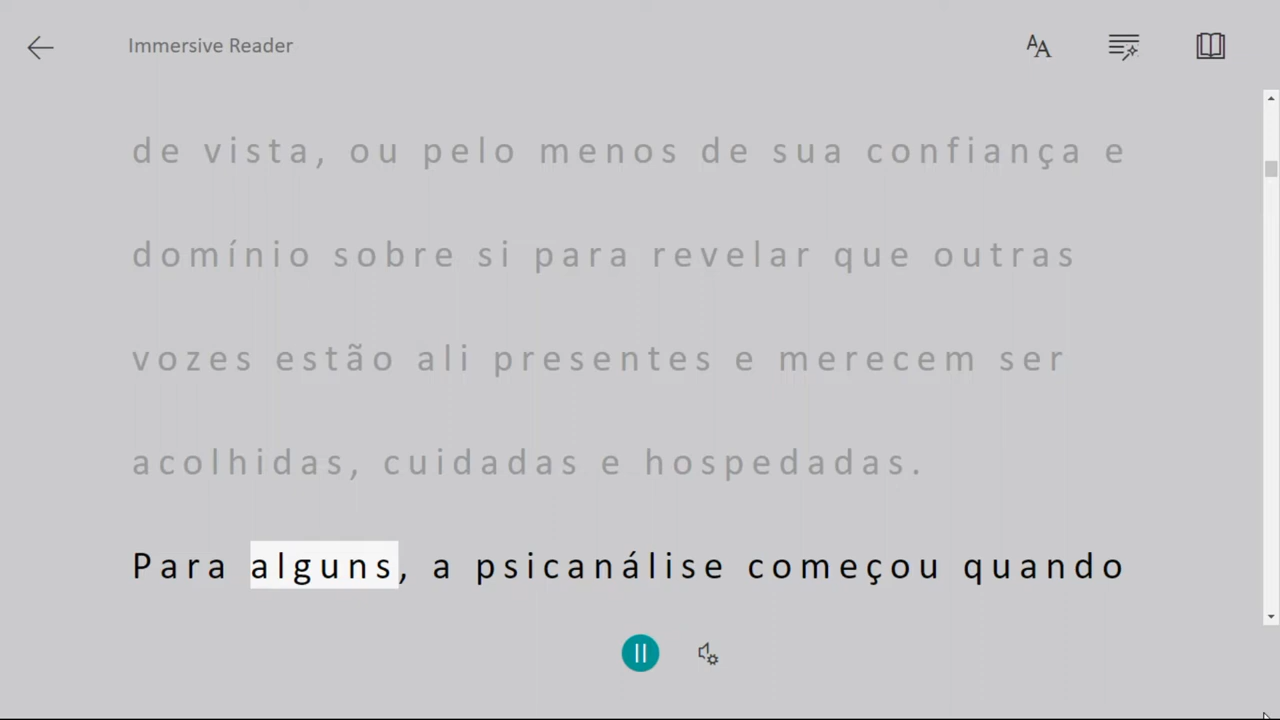 Immersive Reader
de vista, ou pelo menos de sua confiança e
domínio sobre si para revelar que outras
vozes estão ali presentes e merecem ser
acolhidas, cuidadas e hospedadas.
Para alguns, a psicanálise começou quando